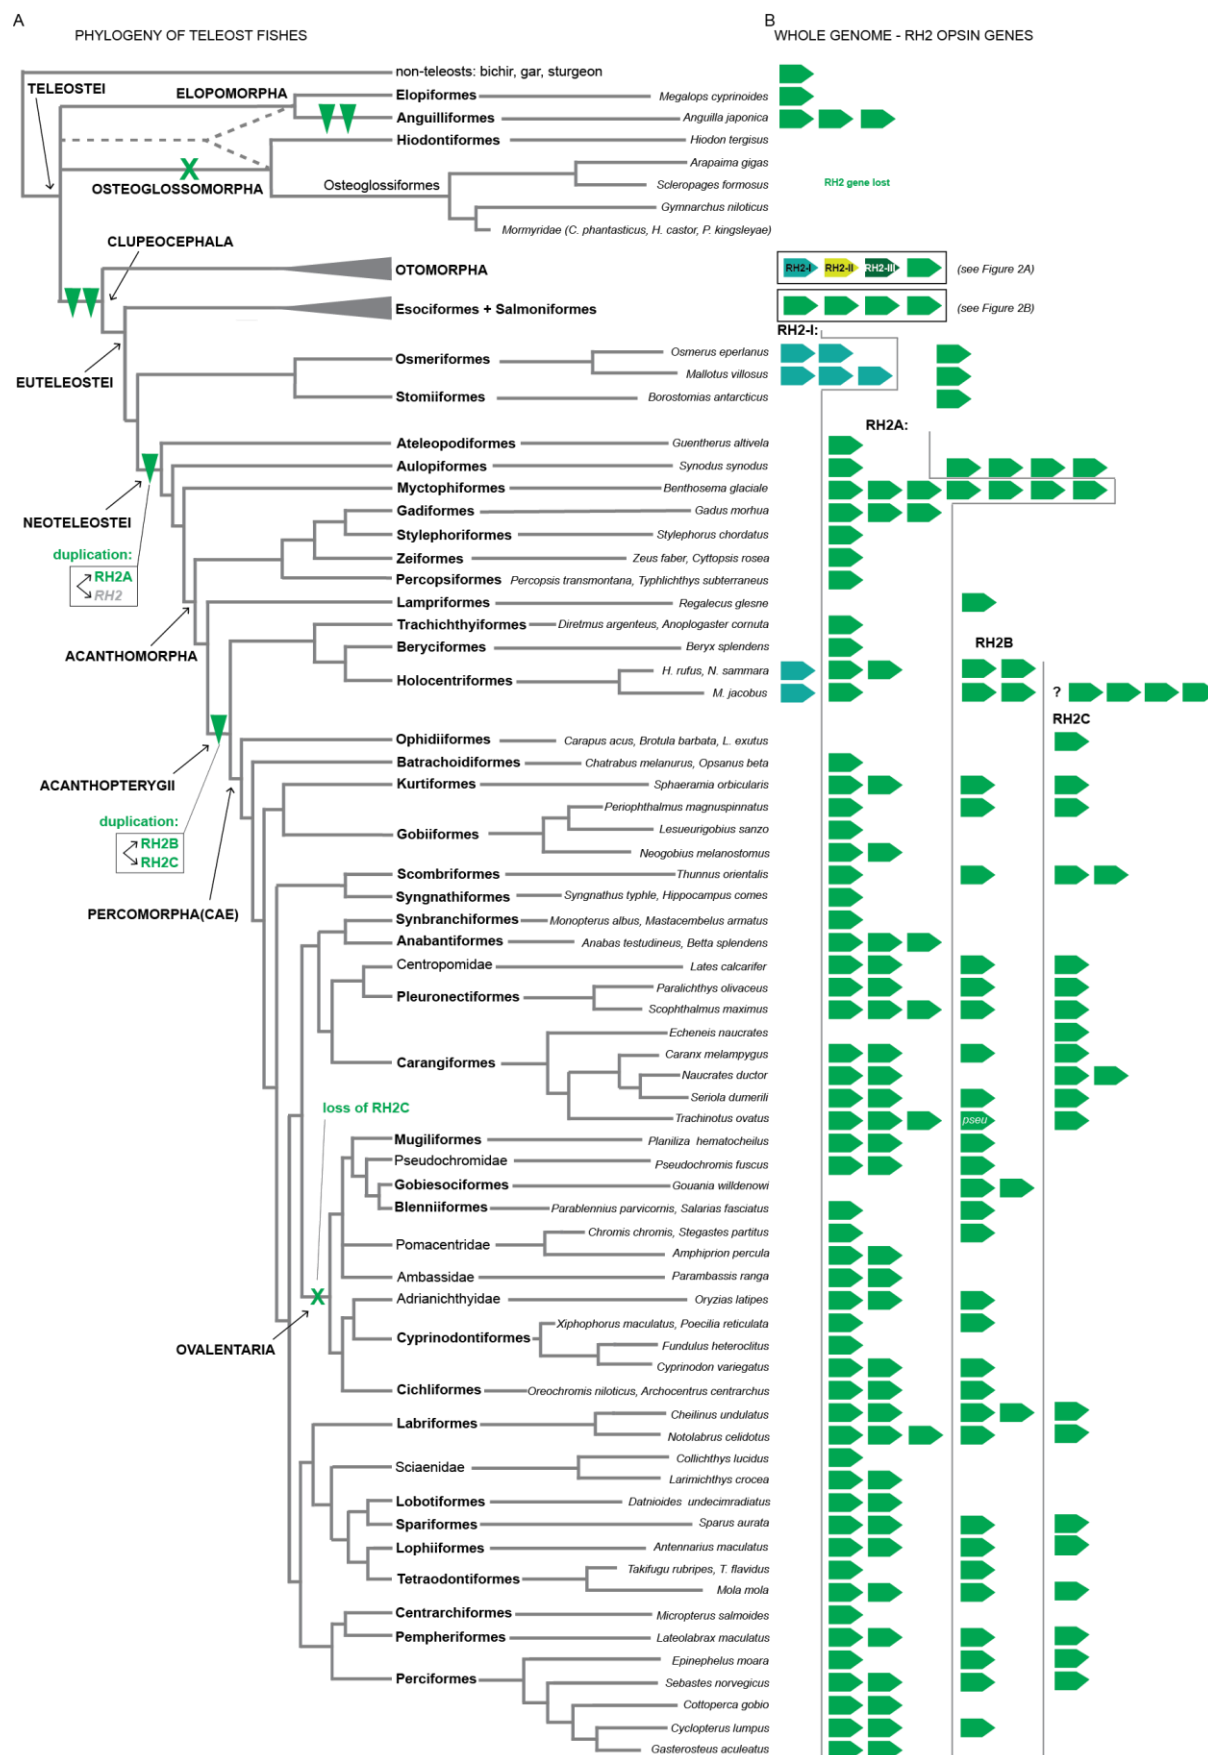 A
B
PHYLOGENY OF TELEOST FISHES
WHOLE GENOME - RH2 OPSIN GENES
non-teleosts: bichir, gar, sturgeon
TELEOSTEI
ELOPOMORPHA
Elopiformes
Megalops cyprinoides
Anguilliformes
Anguilla japonica
Hiodontiformes
Hiodon tergisus
Arapaima gigas
X
OSTEOGLOSSOMORPHA
Osteoglossiformes
Scleropages formosus
RH2 gene lost
Gymnarchus niloticus
Mormyridae (C. phantasticus, H. castor, P. kingsleyae)
CLUPEOCEPHALA
OTOMORPHA
RH2-I RH2-II RH2-III
(see Figure 2A)
Esociformes + Salmoniformes
(see Figure 2B)
RH2-I:
Osmeriformes
Osmerus eperlanus
Mallotus villosus
EUTELEOSTEI
Stomiiformes
Borostomias antarcticus
RH2A:
Ateleopodiformes
Guentherus altivela
Aulopiformes
Synodus synodus
Myctophiformes
Benthosema glaciale
NEOTELEOSTEI
Gadiformes
Gadus morhua
Stylephoriformes
Stylephorus chordatus
duplication:
RH2A
RH2
Zeiformes
Zeus faber, Cyttopsis rosea
Percopsiformes
Percopsis transmontana, Typhlichthys subterraneus
Lampriformes
Regalecus glesne
Trachichthyiformes
Diretmus argenteus, Anoplogaster cornuta
RH2B
ACANTHOMORPHA
Beryciformes
Beryx splendens
Holocentriformes
H. rufus, N. sammara
M. jacobus
?
RH2C
Ophidiiformes
Carapus acus, Brotula barbata, L. exutus
Batrachoidiformes
Chatrabus melanurus, Opsanus beta
ACANTHOPTERYGII
Kurtiformes
Sphaeramia orbicularis
Periophthalmus magnuspinnatus
duplication:
RH2B
RH2C
Gobiiformes
Lesueurigobius sanzo
Neogobius melanostomus
Scombriformes
Thunnus orientalis
Syngnathiformes
Syngnathus typhle, Hippocampus comes
PERCOMORPHA(CAE)
Synbranchiformes
Monopterus albus, Mastacembelus armatus
Anabantiformes
Anabas testudineus, Betta splendens
Centropomidae
Lates calcarifer
Pleuronectiformes
Paralichthys olivaceus
Scophthalmus maximus
Echeneis naucrates
Carangiformes
Caranx melampygus
Naucrates ductor
Seriola dumerili
loss of RH2C
Trachinotus ovatus
pseu
Mugiliformes
Planiliza hematocheilus
Pseudochromidae
Pseudochromis fuscus
Gobiesociformes
Gouania willdenowi
Blenniiformes
Parablennius parvicornis, Salarias fasciatus
Pomacentridae
Chromis chromis, Stegastes partitus
Amphiprion percula
Ambassidae
Parambassis ranga
X
Adrianichthyidae
Oryzias latipes
OVALENTARIA
Cyprinodontiformes
Xiphophorus maculatus, Poecilia reticulata
Fundulus heteroclitus
Cyprinodon variegatus
Cichliformes
Oreochromis niloticus, Archocentrus centrarchus
Labriformes
Cheilinus undulatus
Notolabrus celidotus
Sciaenidae
Collichthys lucidus
Larimichthys crocea
Lobotiformes
Datnioides undecimradiatus
Spariformes
Sparus aurata
Lophiiformes
Antennarius maculatus
Tetraodontiformes
Takifugu rubripes, T. flavidus
Mola mola
Centrarchiformes
Micropterus salmoides
Pempheriformes
Lateolabrax maculatus
Perciformes
Epinephelus moara
Sebastes norvegicus
Cottoperca gobio
Cyclopterus lumpus
Gasterosteus aculeatus